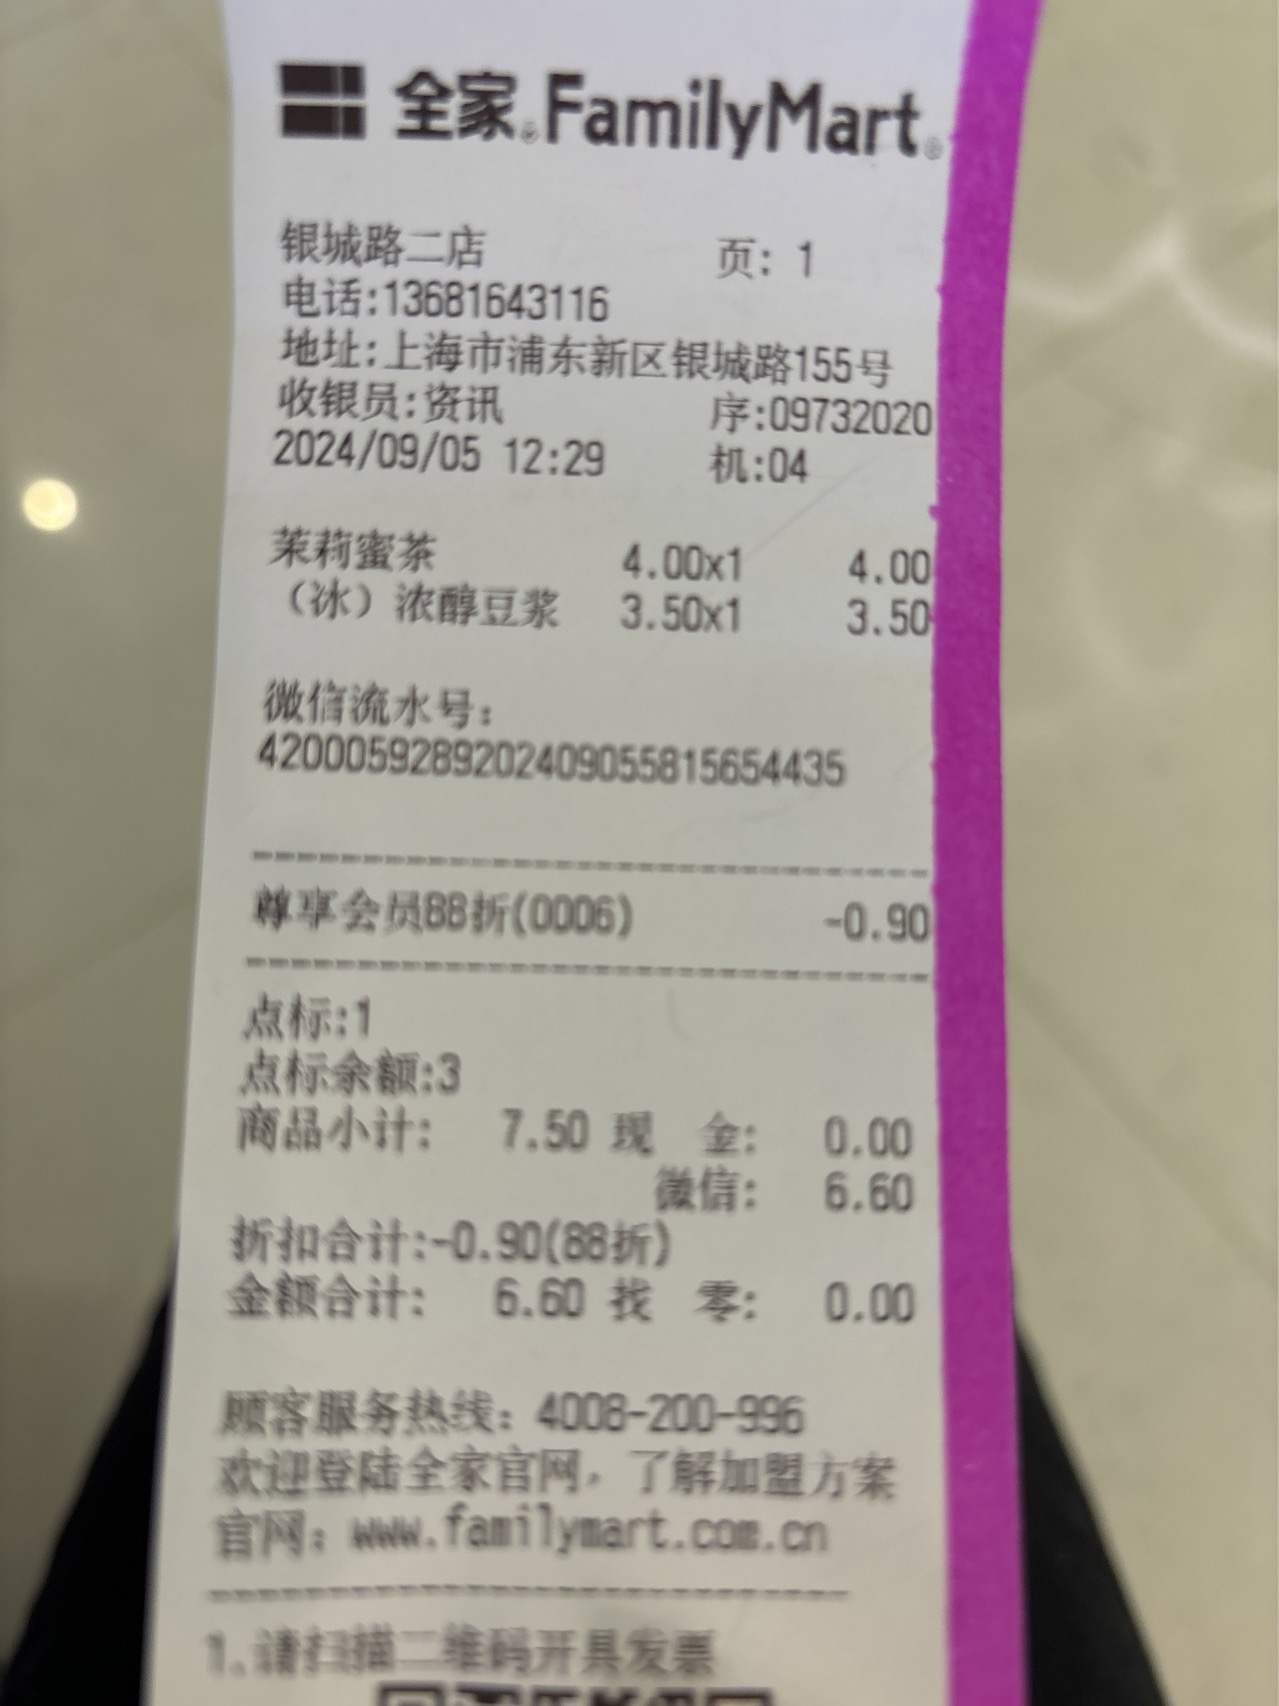 全家®FamilyMart®
银城路二店 页: 1
电话:13681643116
地址:上海市浦东新区银城路155号
收银员:资讯 序:09732020
2024/09/05 12:29 机:04
茉莉蜜茶 4.00x1 4.00
（冰）浓醇豆浆 3.50x1 3.50
微信流水号:
4200059289202409055815654435
尊享会员88折(0006) -0.90
点标:1
点标余额:3
商品小计: 7.50 现 金: 0.00
微信: 6.60
折扣合计:-0.90(88折)
金额合计: 6.60 找 零: 0.00
顾客服务热线: 4008-200-996
欢迎登陆全家官网，了解加盟方案
官网: www.familymart.com.cn
1.请扫描二维码开具发票